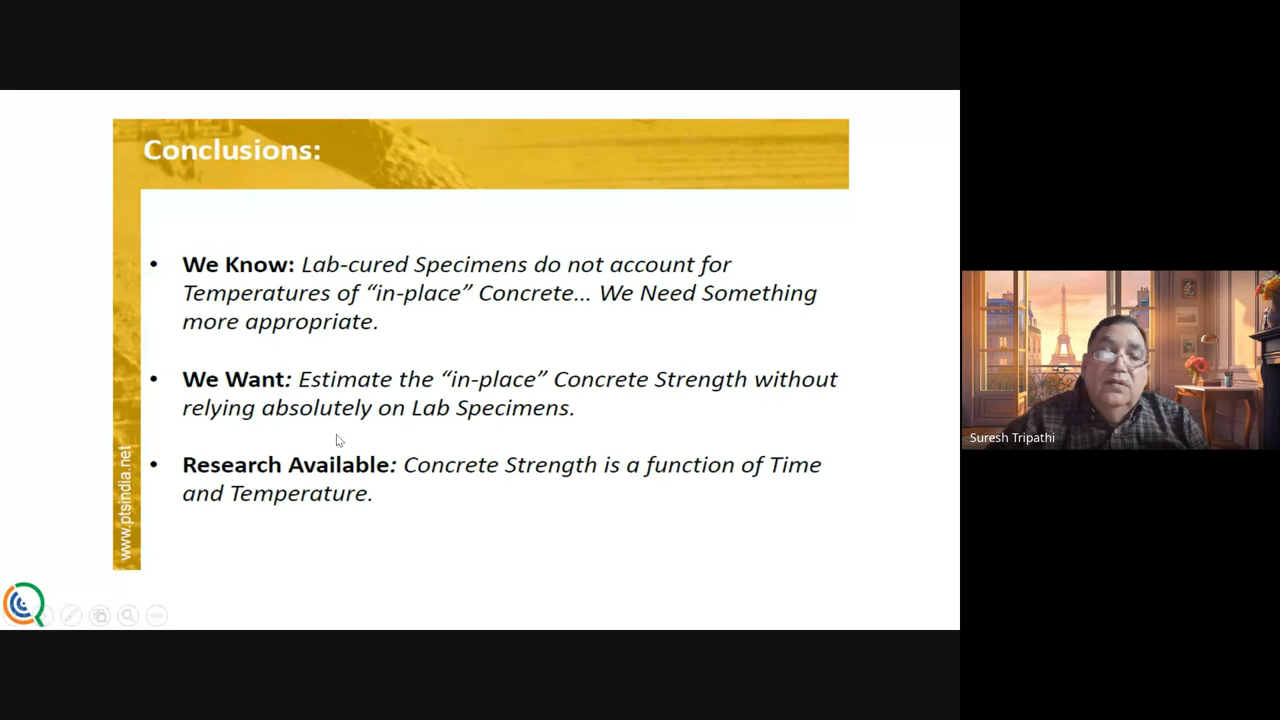 Conclusions:
• We Know: Lab-cured Specimens do not account for
Temperatures of “in-place” Concrete... We Need Something
more appropriate.
• We Want: Estimate the “in-place” Concrete Strength without
relying absolutely on Lab Specimens.
• Research Available: Concrete Strength is a function of Time
and Temperature.
www.ptsindia.net
Suresh Tripathi